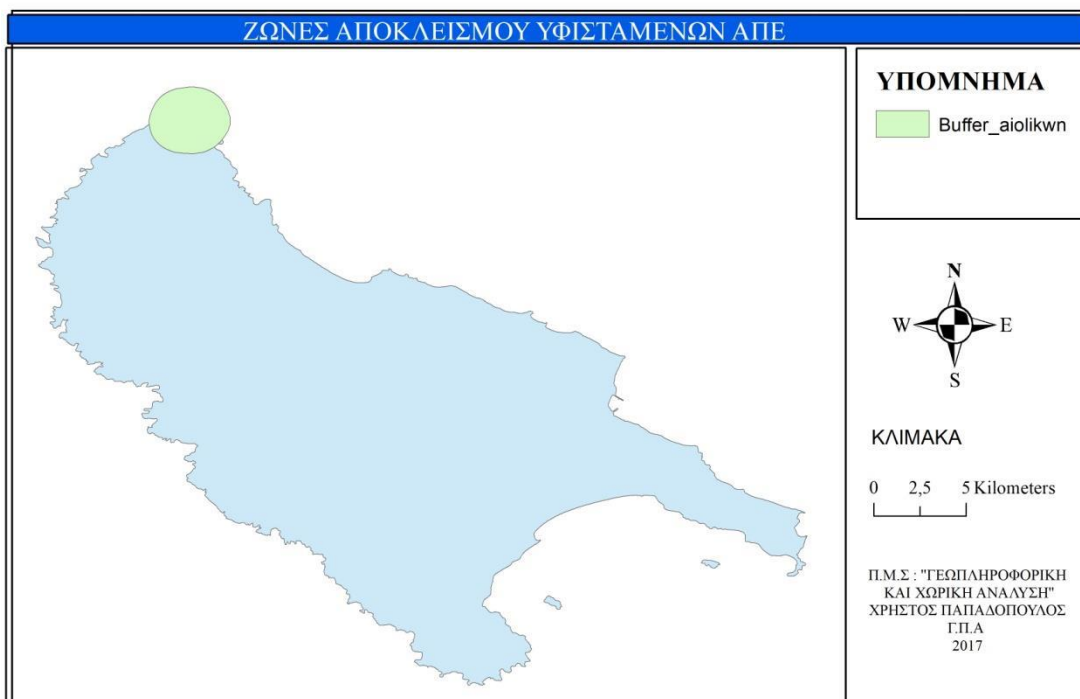 ΖΩΝΕΣ ΑΠΟΚΛΕΙΣΜΟΥ ΥΦΙΣΤΑΜΕΝΩΝ ΑΠΕ
ΥΠΟΜΝΗΜΑ
Buffer_aiolikwn
N
W E
S
ΚΛΙΜΑΚΑ
0 2,5 5 Kilometers
Π.Μ.Σ : "ΓΕΩΠΛΗΡΟΦΟΡΙΚΗ
ΚΑΙ ΧΩΡΙΚΗ ΑΝΑΛΥΣΗ"
ΧΡΗΣΤΟΣ ΠΑΠΑΔΟΠΟΥΛΟΣ
Γ.Π.Α
2017